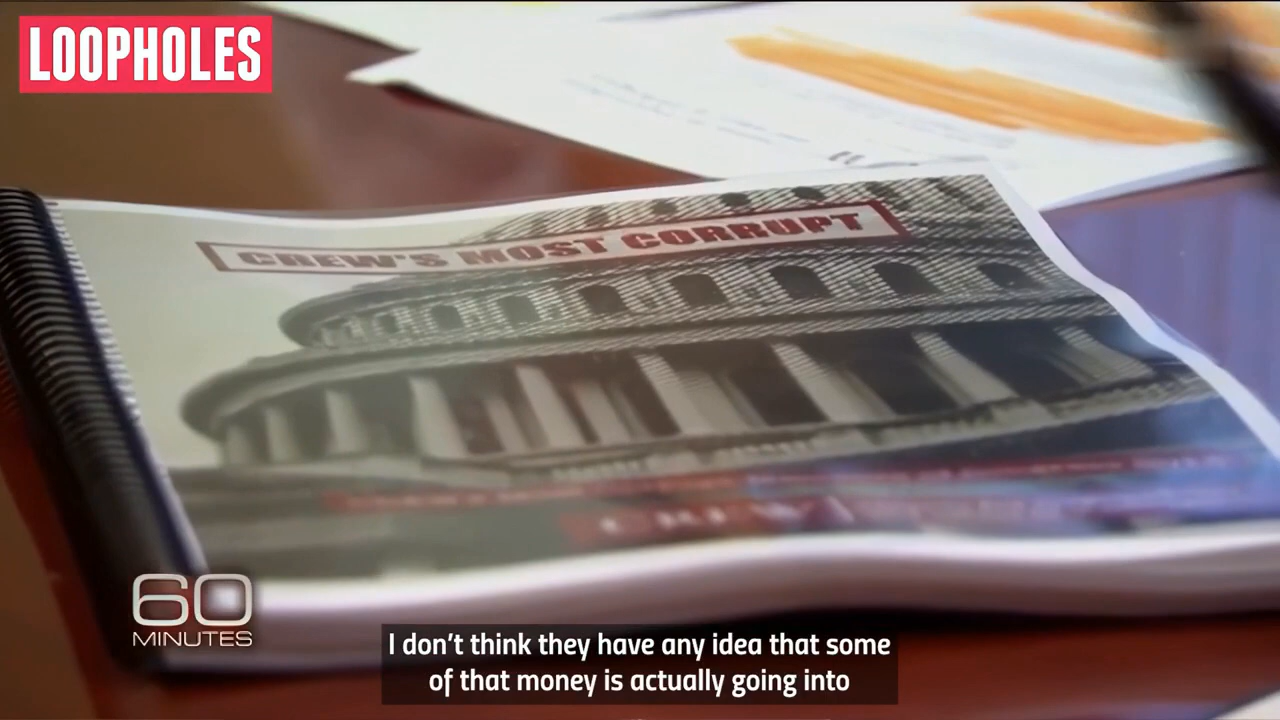 LOOPHOLES
CREW'S MOST CORRUPT
CREW
60
MINUTES
I don't think they have any idea that some
of that money is actually going into